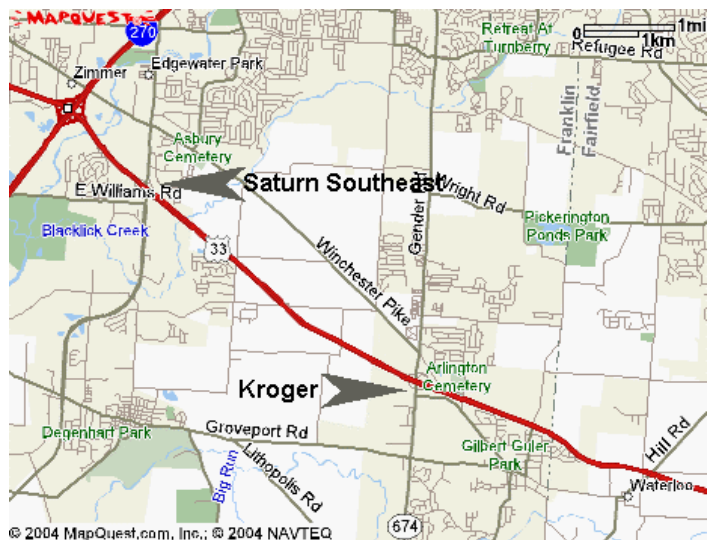 MAPQUEST
270
1mi
0
1km
Retreat At
Turnberry
Refugee Rd
Zimmer
Edgewater Park
Asbury
Cemetery
Franklin
Fairfield
Saturn Southeast
E Williams Rd
Wright Rd
Blacklick Creek
Pickerington
Ponds Park
Gender Rd
33
Winchester Pike
Kroger
Arlington
Cemetery
Degenhart Park
Groveport Rd
Gilbert Guler
Park
Hill Rd
Lithopolis Rd
Big Run
Waterloo
674
© 2004 MapQuest.com, Inc.; © 2004 NAVTEQ